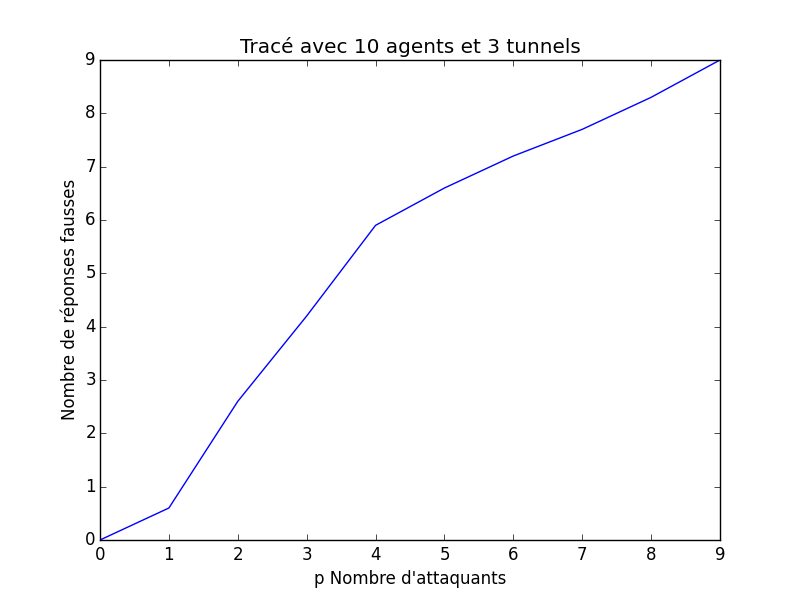 Tracé avec 10 agents et 3 tunnels
9
8
7
6
5
4
3
2
1
0
Nombre de réponses fausses
0 1 2 3 4 5 6 7 8 9
p Nombre d'attaquants